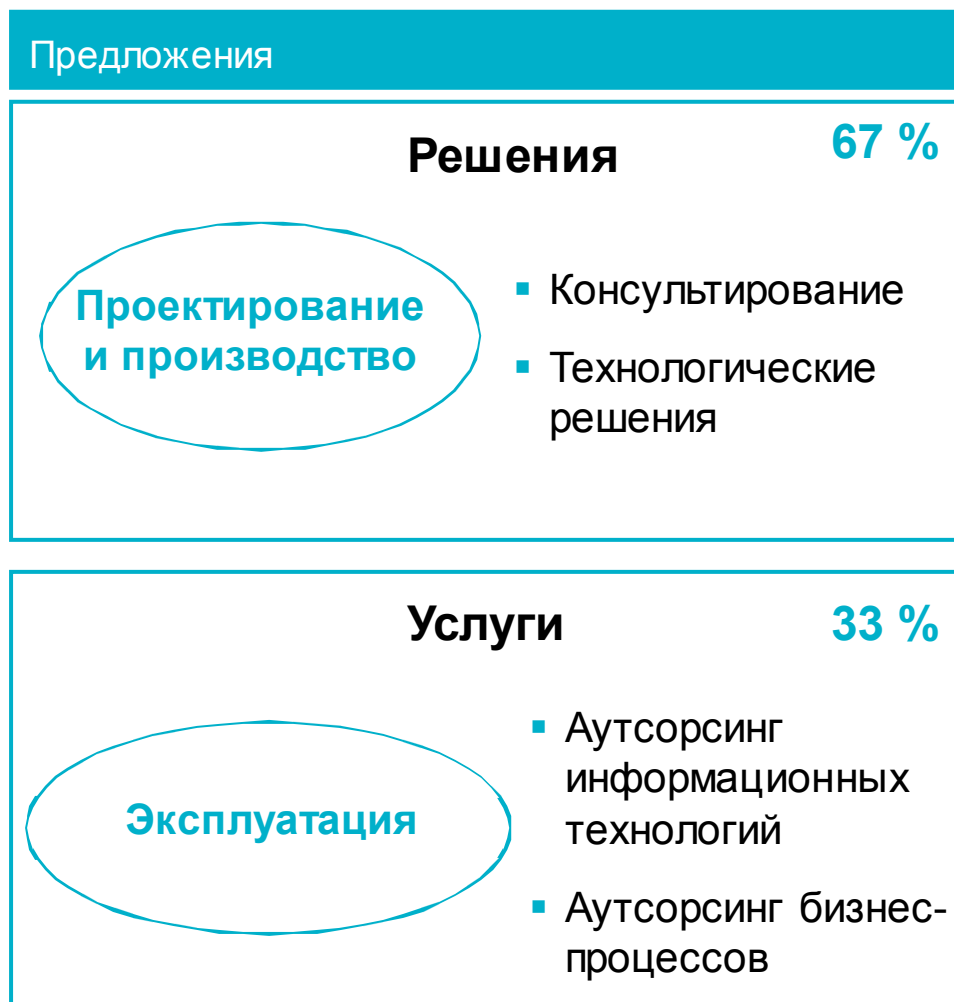 Предложения
Решения
67 %
Проектирование
и производство
▪ Консультирование
▪ Технологические
решения
Услуги
33 %
Эксплуатация
▪ Аутсорсинг
информационных
технологий
▪ Аутсорсинг бизнес-
процессов